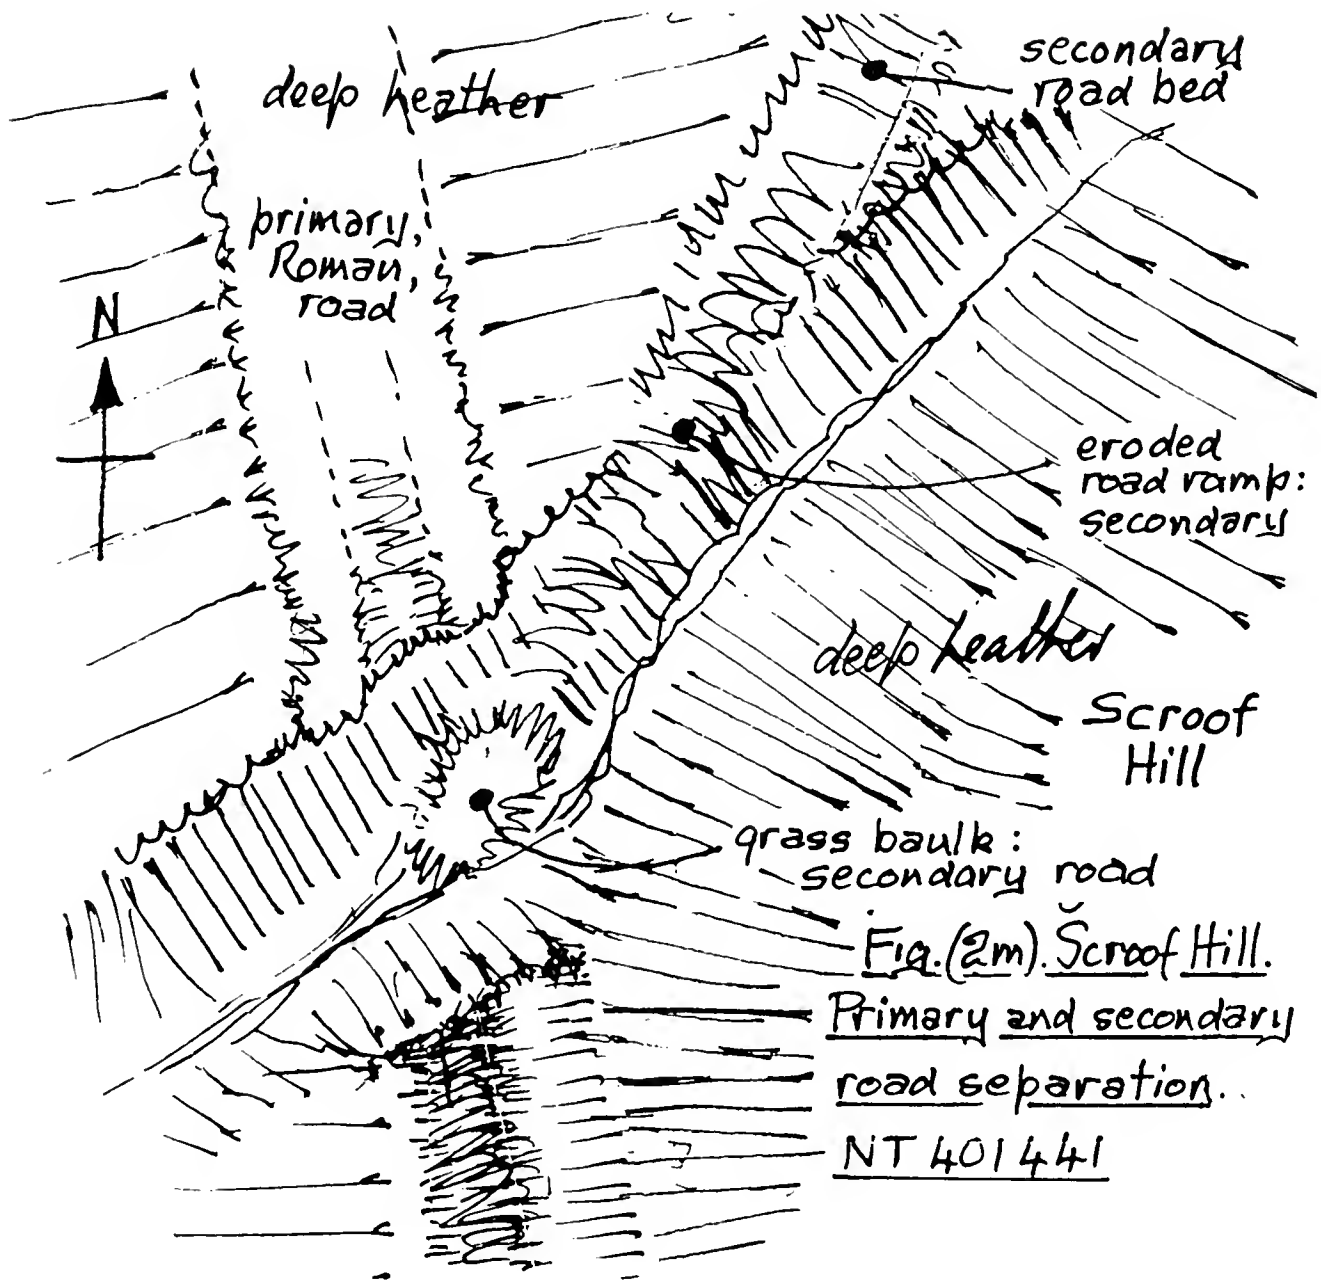 secondary
road bed
deep heather
primary,
Roman,
road
N
eroded
road ramp:
secondary
deep heather
Scroof
Hill
grass baulk:
secondary road
Fig.(2m). Scroof Hill.
Primary and secondary
road separation.
NT 401441